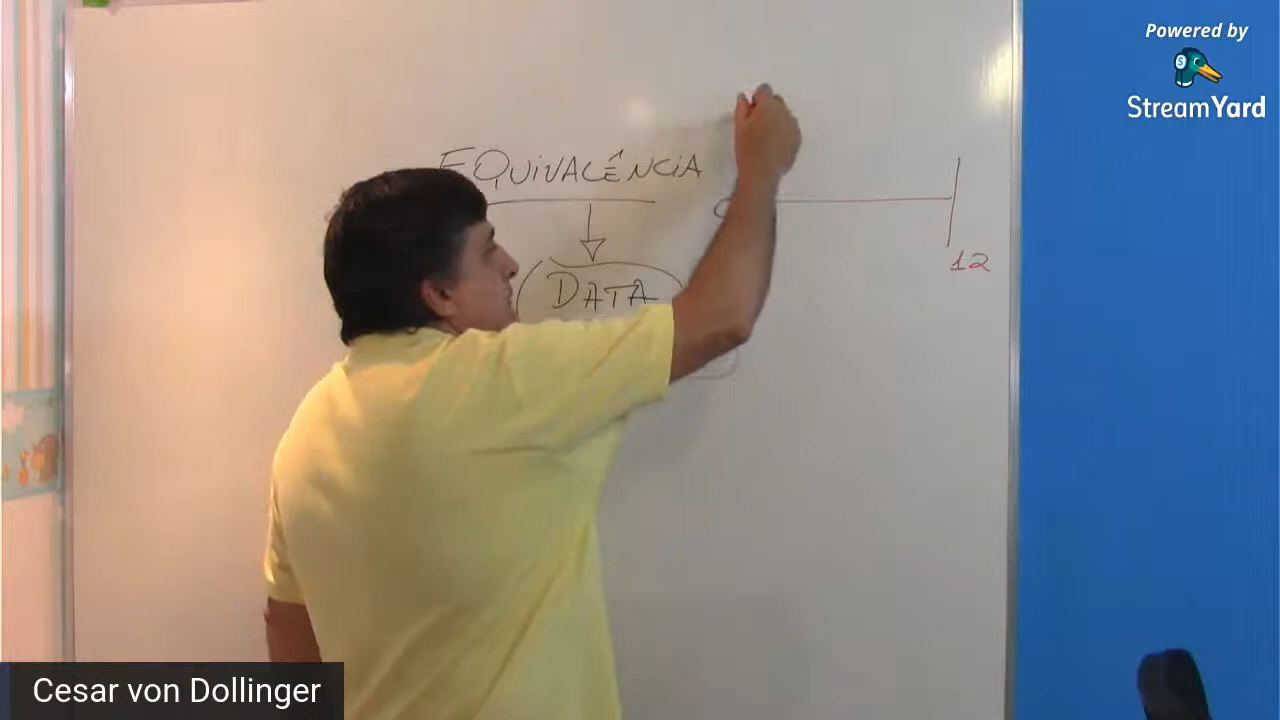 Powered by
StreamYard
EQUIVALÊNCIA
12
DATA
Cesar von Dollinger